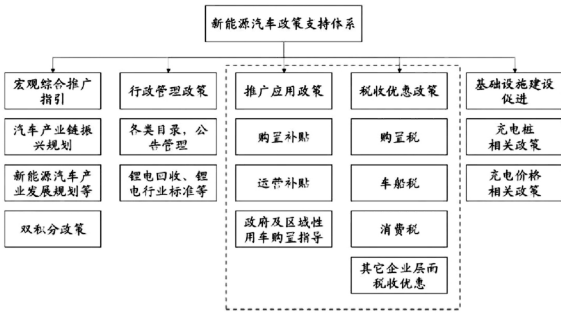 新能源汽车政策支持体系
宏观综合推广
指引
行政管理政策
推广应用政策
税收优惠政策
基础设施建设
促进
汽车产业链振
兴规划
各类目录，公
告管理
购置补贴
购置税
充电桩
相关政策
新能源汽车产
业发展规划等
锂电回收、锂
电行业标准等
运营补贴
车船税
充电价格
相关政策
双积分政策
政府及区域性
用车购置指导
消费税
其它企业层面
税收优惠